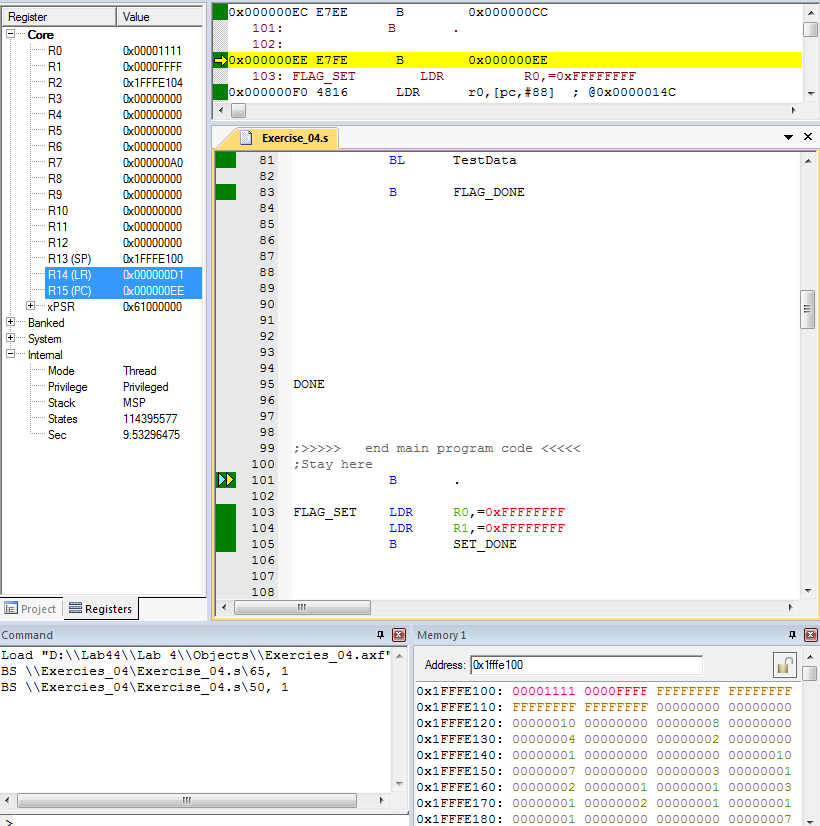 Register Value
Core
R0 0x00001111
R1 0x0000FFFF
R2 0x1FFFE104
R3 0x00000000
R4 0x00000000
R5 0x00000000
R6 0x00000000
R7 0x000000A0
R8 0x00000000
R9 0x00000000
R10 0x00000000
R11 0x00000000
R12 0x00000000
R13 (SP) 0x1FFFE100
R14 (LR) 0x000000D1
R15 (PC) 0x000000EE
xPSR 0x61000000
Banked
System
Internal
Mode Thread
Privilege Privileged
Stack MSP
States 114395577
Sec 9.53296475
Project Registers
0x000000EC E7EE B 0x000000CC
101: B .
102:
0x000000EE E7FE B 0x000000EE
103: FLAG_SET LDR R0,=0xFFFFFFFF
0x000000F0 4816 LDR r0,[pc,#88] ; @0x0000014C
Exercise_04.s
81 BL TestData
82
83 B FLAG_DONE
84
85
86
87
88
89
90
91
92
93
94
95 DONE
96
97
98
99 ;>>>>> end main program code <<<<<
100 ;Stay here
101 B .
102
103 FLAG_SET LDR R0,=0xFFFFFFFF
104 LDR R1,=0xFFFFFFFF
105 B SET_DONE
106
107
108
Command
Load "D:\\Lab44\\Lab 4\\Objects\\Exercies_04.axf"
BS \\Exercies_04\Exercise_04.s\65, 1
BS \\Exercies_04\Exercise_04.s\50, 1
>
Memory 1
Address: 0x1fffe100
0x1FFFE100: 00001111 0000FFFF FFFFFFFF FFFFFFFF
0x1FFFE110: FFFFFFFF FFFFFFFF 00000000 00000000
0x1FFFE120: 00000010 00000000 00000008 00000000
0x1FFFE130: 00000004 00000000 00000002 00000000
0x1FFFE140: 00000001 00000000 00000000 00000010
0x1FFFE150: 00000007 00000000 00000003 00000001
0x1FFFE160: 00000002 00000001 00000001 00000003
0x1FFFE170: 00000001 00000002 00000001 00000001
0x1FFFE180: 00000001 00000000 00000000 00000007